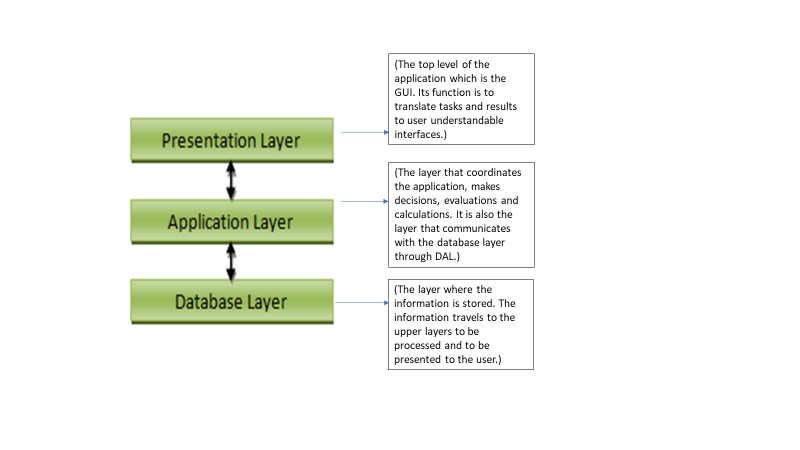 (The top level of the
application which is the
GUI. Its function is to
translate tasks and results
to user understandable
interfaces.)
Presentation Layer
(The layer that coordinates
the application, makes
decisions, evaluations and
calculations. It is also the
layer that communicates
with the database layer
through DAL.)
Application Layer
(The layer where the
information is stored. The
information travels to the
upper layers to be
processed and to be
presented to the user.)
Database Layer